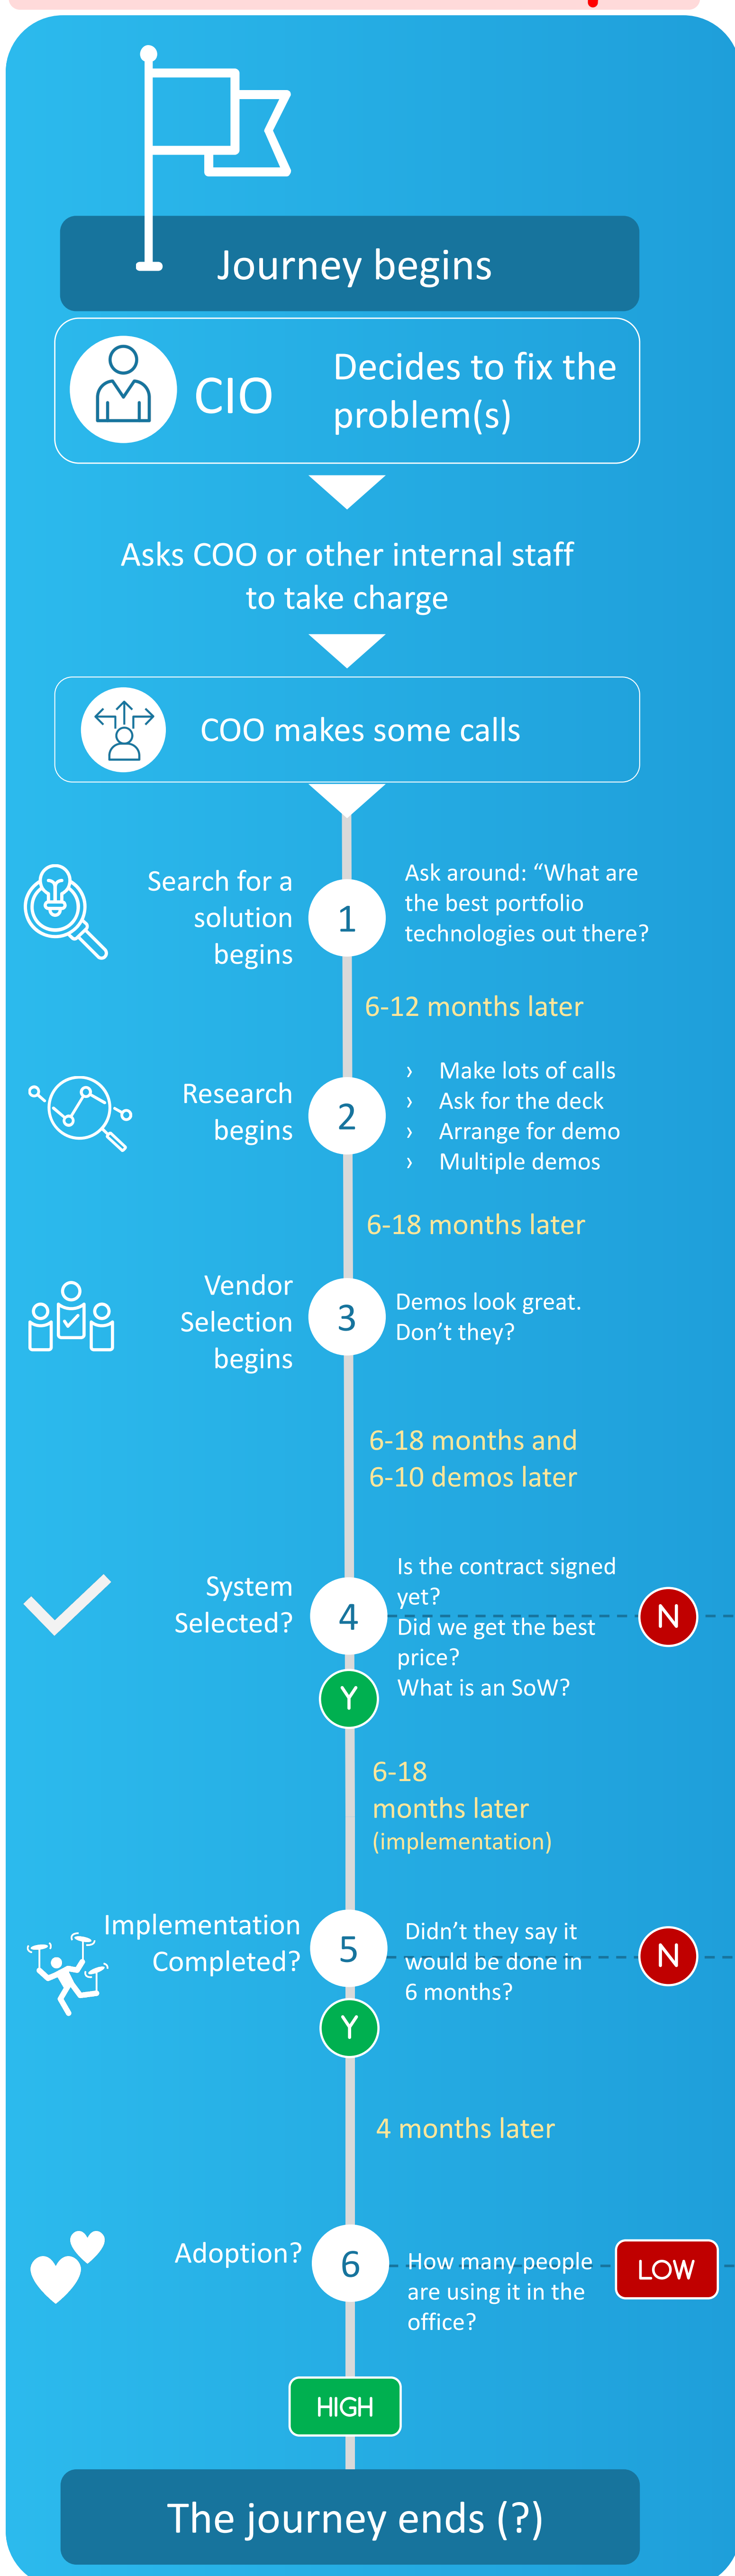 Journey begins
CIO
Decides to fix the
problem(s)
Asks COO or other internal staff
to take charge
COO makes some calls
Search for a
solution
begins
1
Ask around: “What are
the best portfolio
technologies out there?
6-12 months later
Research
begins
2
› Make lots of calls
› Ask for the deck
› Arrange for demo
› Multiple demos
6-18 months later
Vendor
Selection
begins
3
Demos look great.
Don’t they?
6-18 months and
6-10 demos later
System
Selected?
4
Is the contract signed
yet?
Did we get the best
price?
What is an SoW?
N
Y
6-18
months later
(implementation)
Implementation
Completed?
5
Didn’t they say it
would be done in
6 months?
N
Y
4 months later
Adoption?
6
How many people
are using it in the
office?
LOW
HIGH
The journey ends (?)